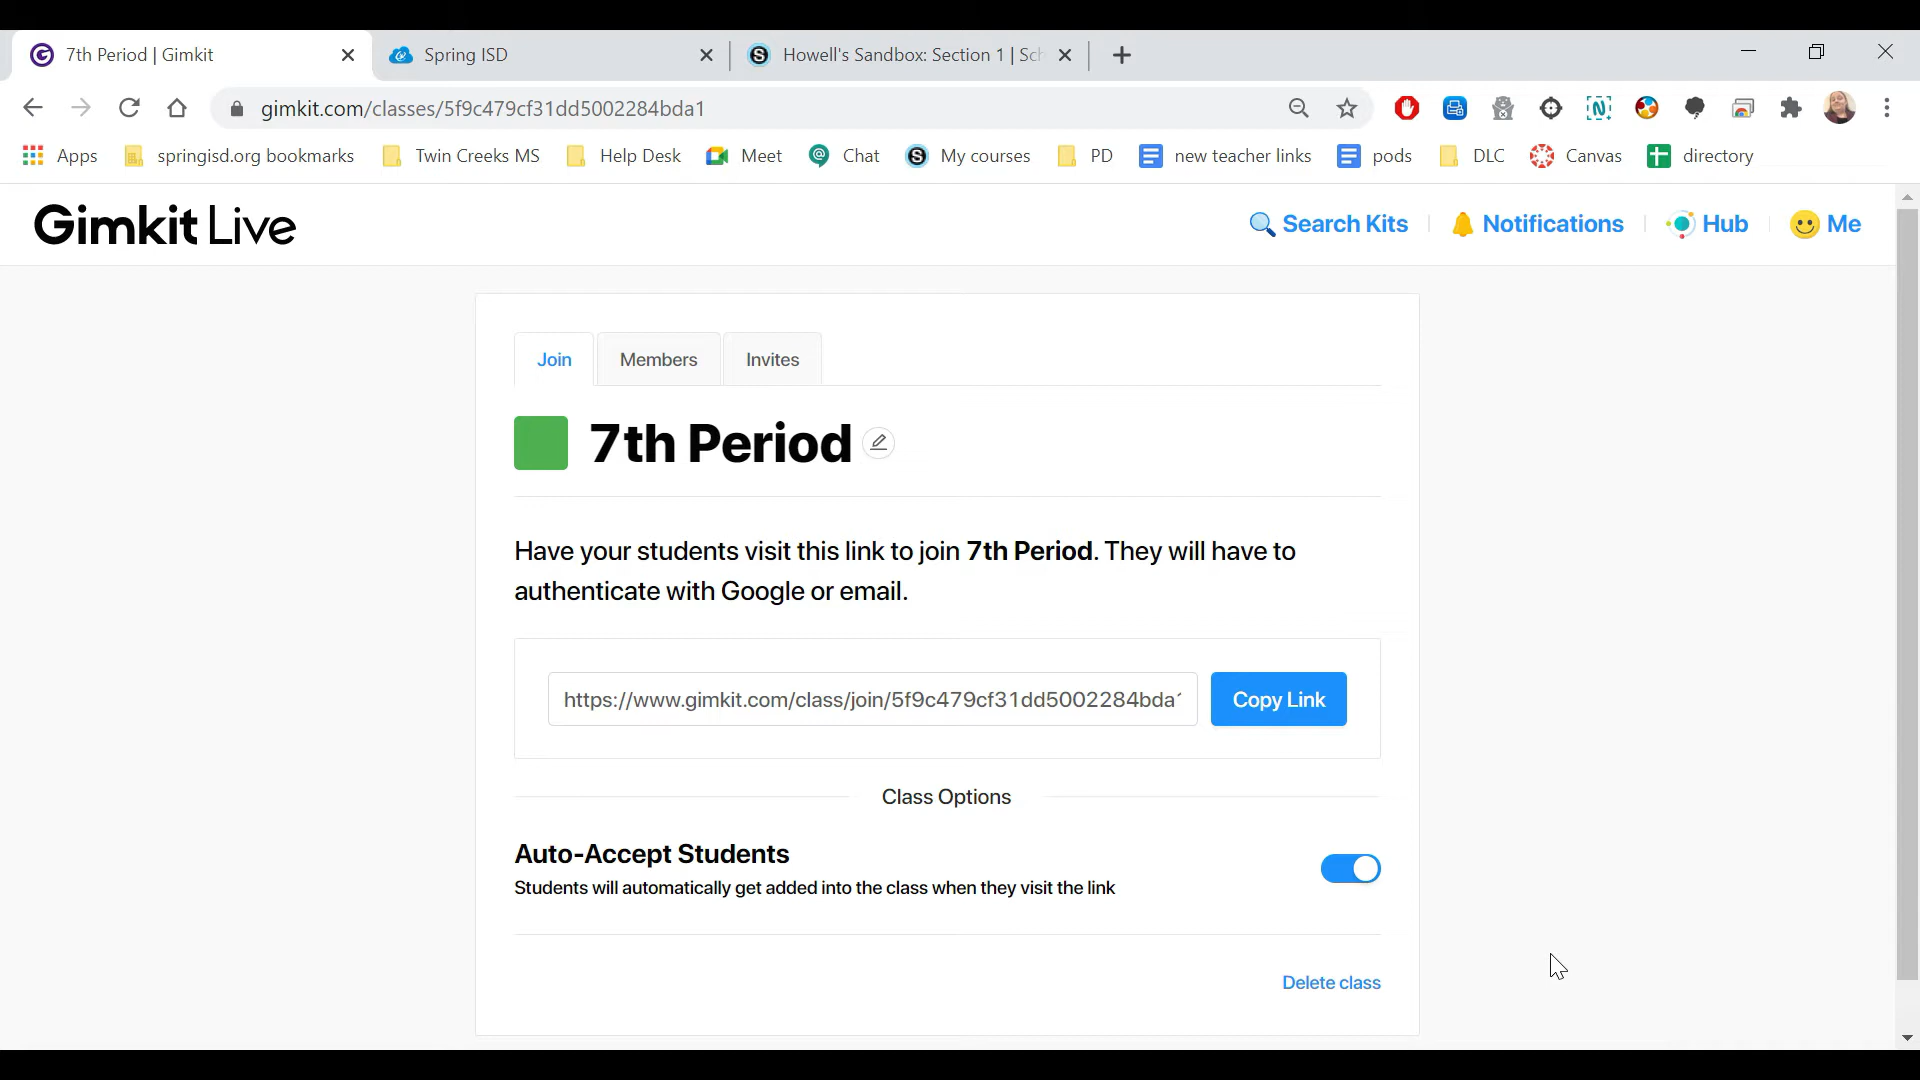 7th Period | Gimkit
Spring ISD
Howell's Sandbox: Section 1 | Sch
gimkit.com/classes/5f9c479cf31dd5002284bda1
Apps
springisd.org bookmarks
Twin Creeks MS
Help Desk
Meet
Chat
My courses
PD
new teacher links
pods
DLC
Canvas
directory
Gimkit Live
Search Kits
Notifications
Hub
Me
Join
Members
Invites
7th Period
Have your students visit this link to join 7th Period. They will have to
authenticate with Google or email.
https://www.gimkit.com/class/join/5f9c479cf31dd5002284bda1
Copy Link
Class Options
Auto-Accept Students
Students will automatically get added into the class when they visit the link
Delete class